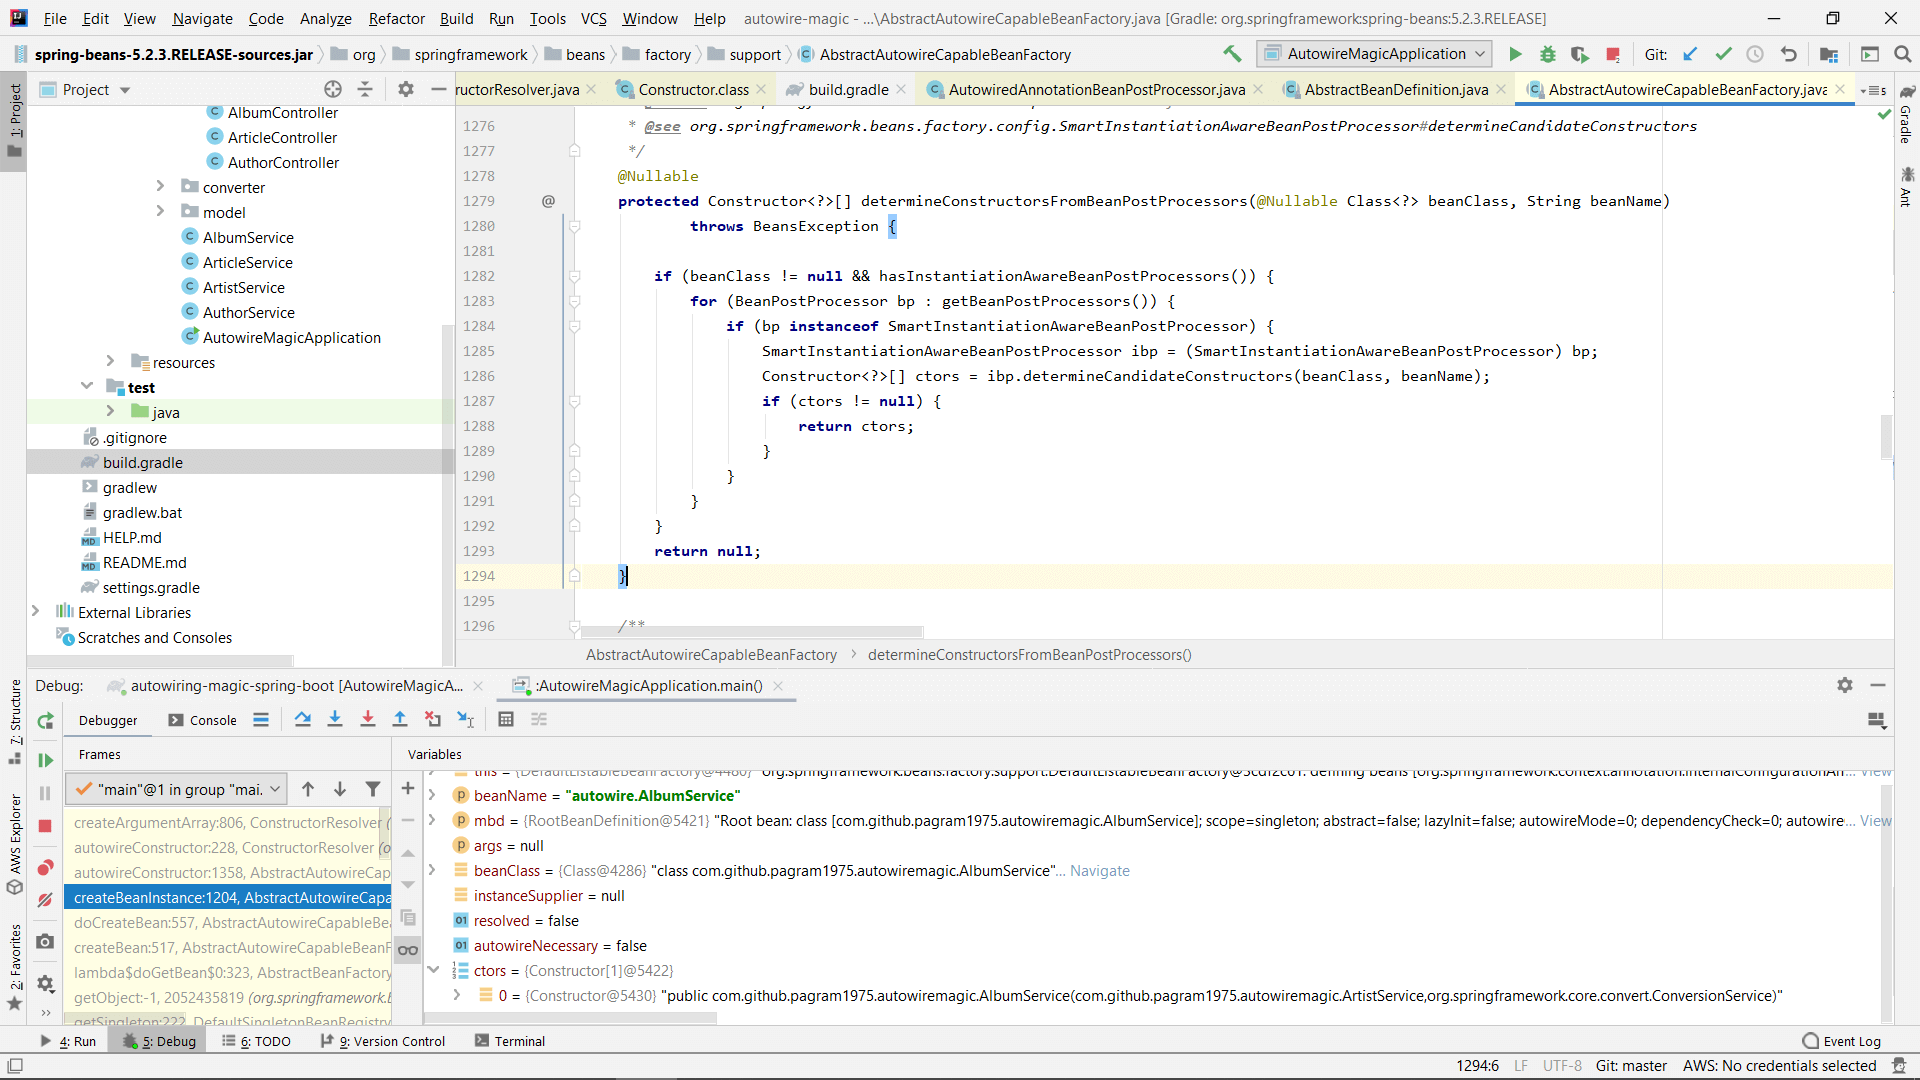 File Edit View Navigate Code Analyze Refactor Build Run Tools VCS Window Help autowire-magic - ...\AbstractAutowireCapableBeanFactory.java [Gradle: org.springframework:spring-beans:5.2.3.RELEASE]
spring-beans-5.2.3.RELEASE-sources.jar org springframework beans factory support AbstractAutowireCapableBeanFactory AutowireMagicApplication Git:
1: Project
Project
ructorResolver.java Constructor.class build.gradle AutowiredAnnotationBeanPostProcessor.java AbstractBeanDefinition.java AbstractAutowireCapableBeanFactory.java
Gradle
Ant
AlbumController
ArticleController
AuthorController
converter
model
AlbumService
ArticleService
ArtistService
AuthorService
AutowireMagicApplication
resources
test
java
.gitignore
build.gradle
gradlew
gradlew.bat
HELP.md
README.md
settings.gradle
External Libraries
Scratches and Consoles
1276 * @see org.springframework.beans.factory.config.SmartInstantiationAwareBeanPostProcessor#determineCandidateConstructors
1277 */
1278 @Nullable
1279 @ protected Constructor<?>[] determineConstructorsFromBeanPostProcessors(@Nullable Class<?> beanClass, String beanName)
1280 throws BeansException {
1281
1282 if (beanClass != null && hasInstantiationAwareBeanPostProcessors()) {
1283 for (BeanPostProcessor bp : getBeanPostProcessors()) {
1284 if (bp instanceof SmartInstantiationAwareBeanPostProcessor) {
1285 SmartInstantiationAwareBeanPostProcessor ibp = (SmartInstantiationAwareBeanPostProcessor) bp;
1286 Constructor<?>[] ctors = ibp.determineCandidateConstructors(beanClass, beanName);
1287 if (ctors != null) {
1288 return ctors;
1289 }
1290 }
1291 }
1292 }
1293 return null;
1294 }
1295
1296 /**
AbstractAutowireCapableBeanFactory determineConstructorsFromBeanPostProcessors()
7: Structure
AWS Explorer
2: Favorites
Debug: autowiring-magic-spring-boot [AutowireMagicA... :AutowireMagicApplication.main()
Debugger Console
Frames
Variables
"main"@1 in group "mai...
createArgumentArray:806, ConstructorResolver (
autowireConstructor:228, ConstructorResolver (o
autowireConstructor:1358, AbstractAutowireCap
createBeanInstance:1204, AbstractAutowireCapa
doCreateBean:557, AbstractAutowireCapableBea
createBean:517, AbstractAutowireCapableBeanF
lambda$doGetBean$0:323, AbstractBeanFactory
getObject:-1, 2052435819 (org.springframework.b
getSingleton:222, DefaultSingletonBeanRegistry
this = {DefaultListableBeanFactory@4480} "org.springframework.beans.factory.support.DefaultListableBeanFactory@5cdf2c01: defining beans [org.springframework.context.annotation.internalConfigurationAn... View
beanName = "autowire.AlbumService"
mbd = {RootBeanDefinition@5421} "Root bean: class [com.github.pagram1975.autowiremagic.AlbumService]; scope=singleton; abstract=false; lazyInit=false; autowireMode=0; dependencyCheck=0; autowire... View
args = null
beanClass = {Class@4286} "class com.github.pagram1975.autowiremagic.AlbumService"... Navigate
instanceSupplier = null
resolved = false
autowireNecessary = false
ctors = {Constructor[1]@5422}
0 = {Constructor@5430} "public com.github.pagram1975.autowiremagic.AlbumService(com.github.pagram1975.autowiremagic.ArtistService,org.springframework.core.convert.ConversionService)"
4: Run 5: Debug 6: TODO 9: Version Control Terminal Event Log
1294:6 LF UTF-8 Git: master AWS: No credentials selected